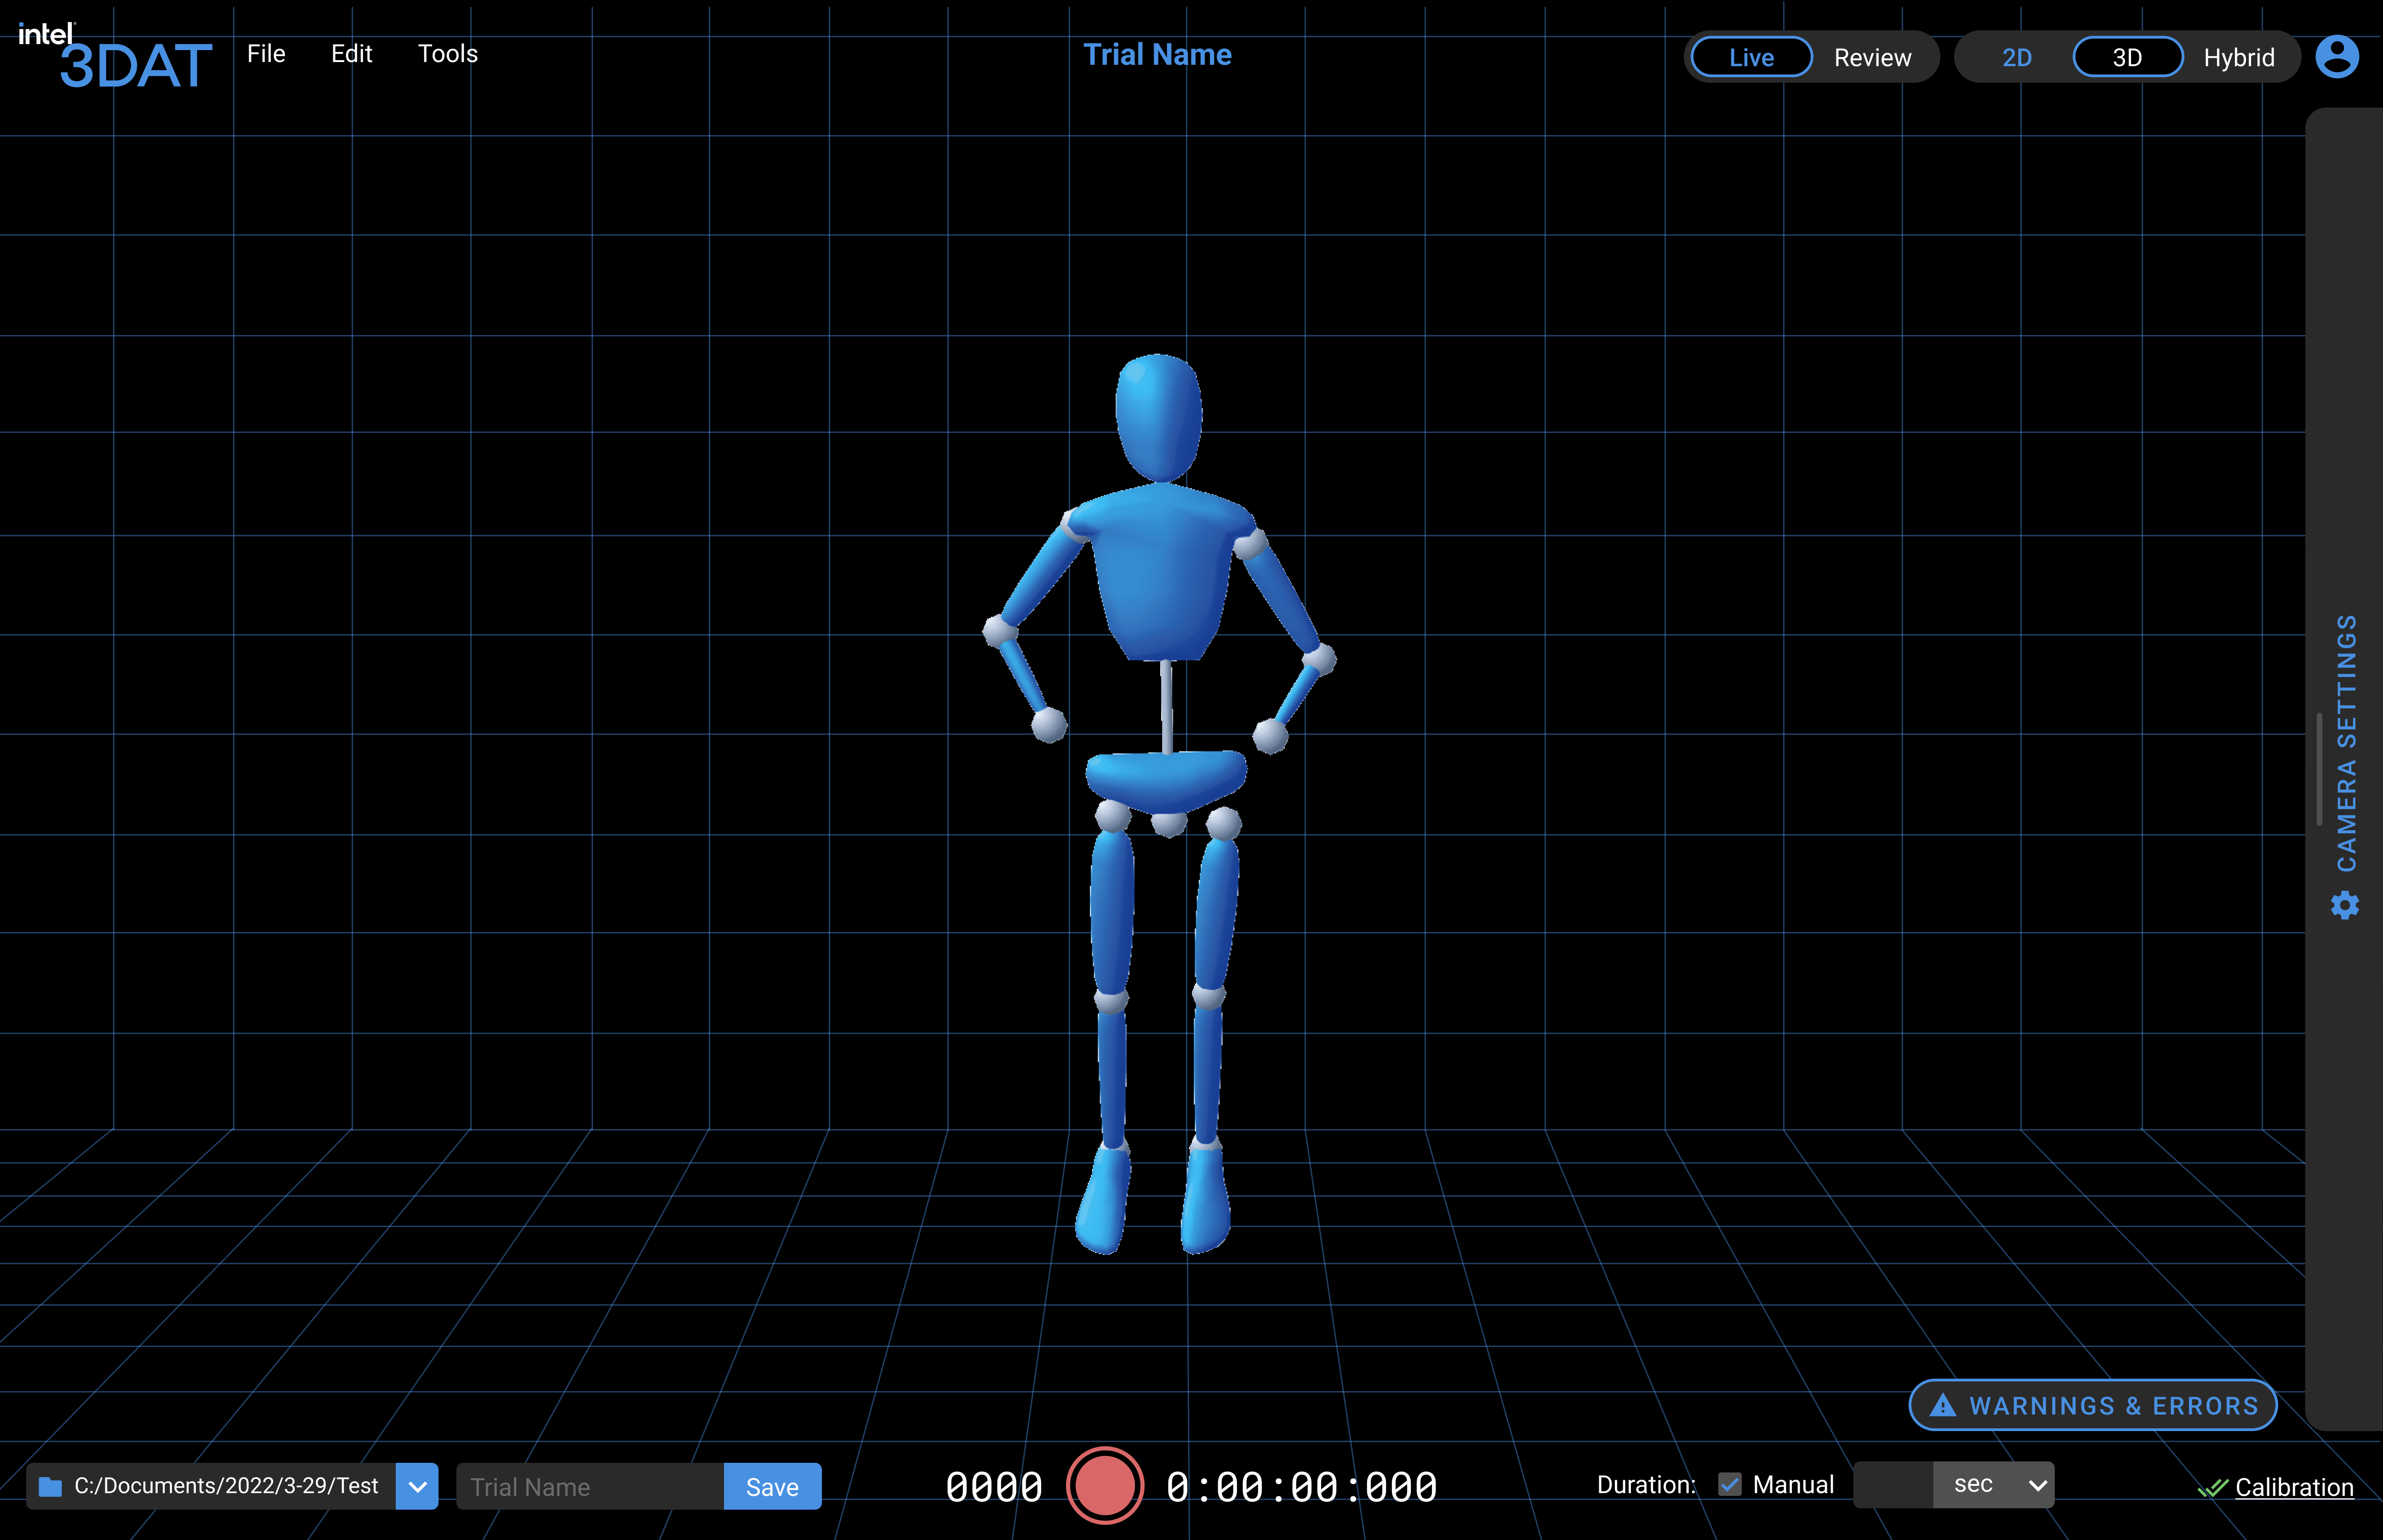 intel
3DAT
File Edit Tools
Trial Name
Live Review
2D 3D Hybrid
CAMERA SETTINGS
WARNINGS & ERRORS
C:/Documents/2022/3-29/Test
Trial Name Save
0000 0:00:00:000
Duration: Manual sec
Calibration